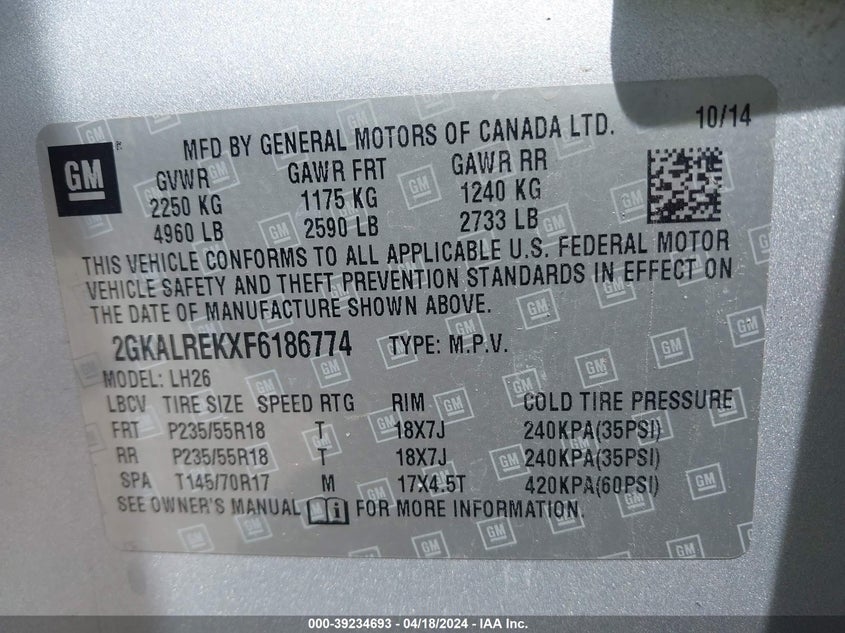 MFD BY GENERAL MOTORS OF CANADA LTD. 10/14
GM
GVWR GAWR FRT GAWR RR
2250 KG 1175 KG 1240 KG
4960 LB 2590 LB 2733 LB
THIS VEHICLE CONFORMS TO ALL APPLICABLE U.S. FEDERAL MOTOR
VEHICLE SAFETY AND THEFT PREVENTION STANDARDS IN EFFECT ON
THE DATE OF MANUFACTURE SHOWN ABOVE.
2GKALREKXF6186774 TYPE: M.P.V.
MODEL: LH26
LBCV TIRE SIZE SPEED RTG RIM COLD TIRE PRESSURE
FRT P235/55R18 T 18X7J 240KPA(35PSI)
RR P235/55R18 T 18X7J 240KPA(35PSI)
SPA T145/70R17 M 17X4.5T 420KPA(60PSI)
SEE OWNER'S MANUAL FOR MORE INFORMATION.
000-39234693 - 04/18/2024 - IAA Inc.